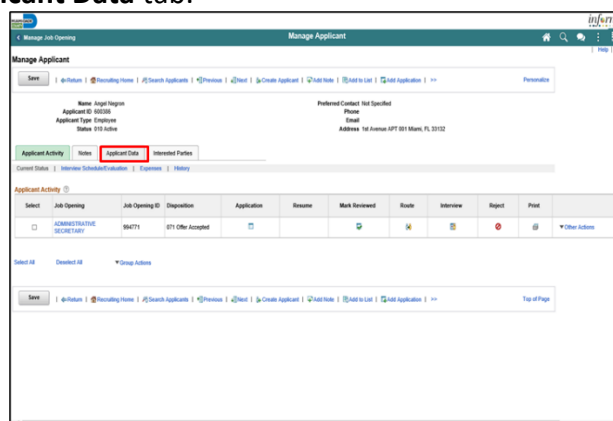 icant Data tab.
inform
Manage Job Opening
Manage Applicant
Help
Manage Applicant
Save | Return | Recruiting Home | Search Applicants | Previous | Next | Create Applicant | Add Note | Add to List | Add Application | >> Personalize
Name Angel Negron
Applicant ID 600386
Applicant Type Employee
Status 010 Active
Preferred Contact Not Specified
Phone
Email
Address 1st Avenue APT 001 Miami, FL 33132
Applicant Activity Notes Applicant Data Interested Parties
Current Status | Interview Schedule/Evaluation | Expenses | History
Applicant Activity
Select Job Opening Job Opening ID Disposition Application Resume Mark Reviewed Route Interview Reject Print
ADMINISTRATIVE SECRETARY 994771 071 Offer Accepted Other Actions
Select All Deselect All Group Actions
Save | Return | Recruiting Home | Search Applicants | Previous | Next | Create Applicant | Add Note | Add to List | Add Application | >> Top of Page